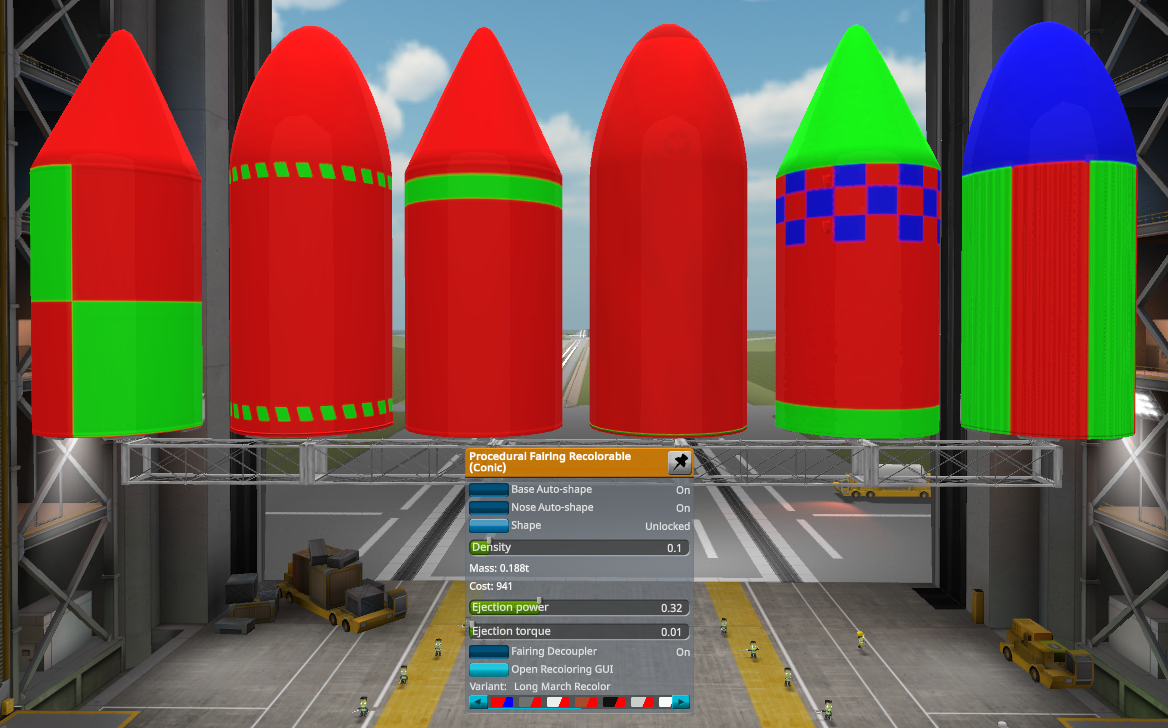 Procedural Fairing Recolorable
(Conic)
Base Auto-shape On
Nose Auto-shape On
Shape Unlocked
Density 0.1
Mass: 0.188t
Cost: 941
Ejection power 0.32
Ejection torque 0.01
Fairing Decoupler On
Open Recoloring GUI
Variant: Long March Recolor